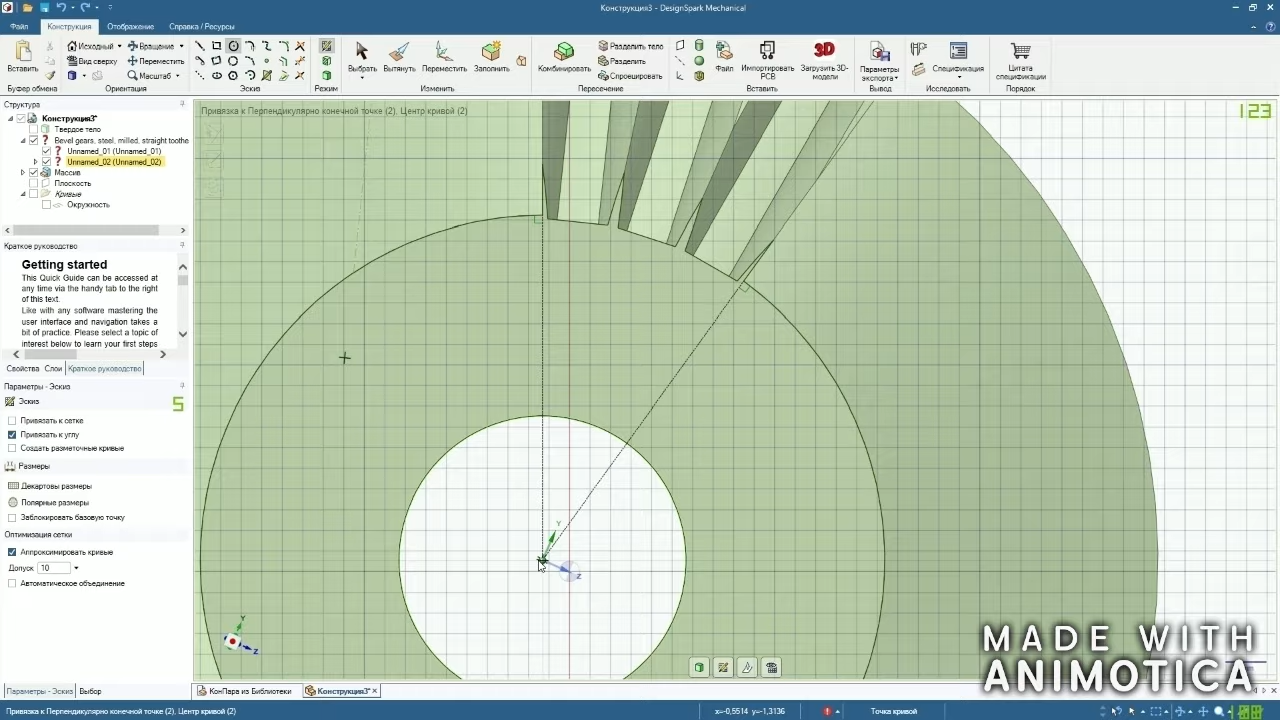 Конструкция3 - DesignSpark Mechanical
Файл
Конструкция
Отображение
Справка / Ресурсы
Вставить
Буфер обмена
Исходный
Вид сверху
Вращение
Переместить
Масштаб
Ориентация
Эскиз
Режим
Выбрать
Вытянуть
Переместить
Заполнить
Изменить
Комбинировать
Разделить тело
Разделить
Спроецировать
Пересечение
Файл
Импортировать PCB
Загрузить 3D-модели
Вставить
Параметры экспорта
Вывод
Спецификация
Исследовать
Цитата спецификации
Порядок
Структура
Конструкция3*
Твердое тело
Bevel gears, steel, milled, straight toothe
Unnamed_01 (Unnamed_01)
Unnamed_02 (Unnamed_02)
Массив
Плоскость
Кривые
Окружность
Краткое руководство
Getting started
This Quick Guide can be accessed at
any time via the handy tab to the right
of this text.
Like with any software mastering the
user interface and navigation takes a
bit of practice. Please select a topic of
interest below to learn your first steps
Свойства
Слои
Краткое руководство
Параметры - Эскиз
Эскиз
S
Привязать к сетке
Привязать к углу
Создать разметочные кривые
Размеры
Декартовы размеры
Полярные размеры
Заблокировать базовую точку
Оптимизация сетки
Аппроксимировать кривые
Допуск 10
Автоматическое объединение
Параметры - Эскиз
Выбор
Привязка к Перпендикулярно конечной точке (2), Центр кривой (2)
123
Y
Z
Y
Z
MADE WITH
ANIMOTICA
КонПара из Библиотеки
Конструкция3*
Привязка к Перпендикулярно конечной точке (2), Центр кривой (2)
x=-0,5514 y=-1,3136
Точка кривой